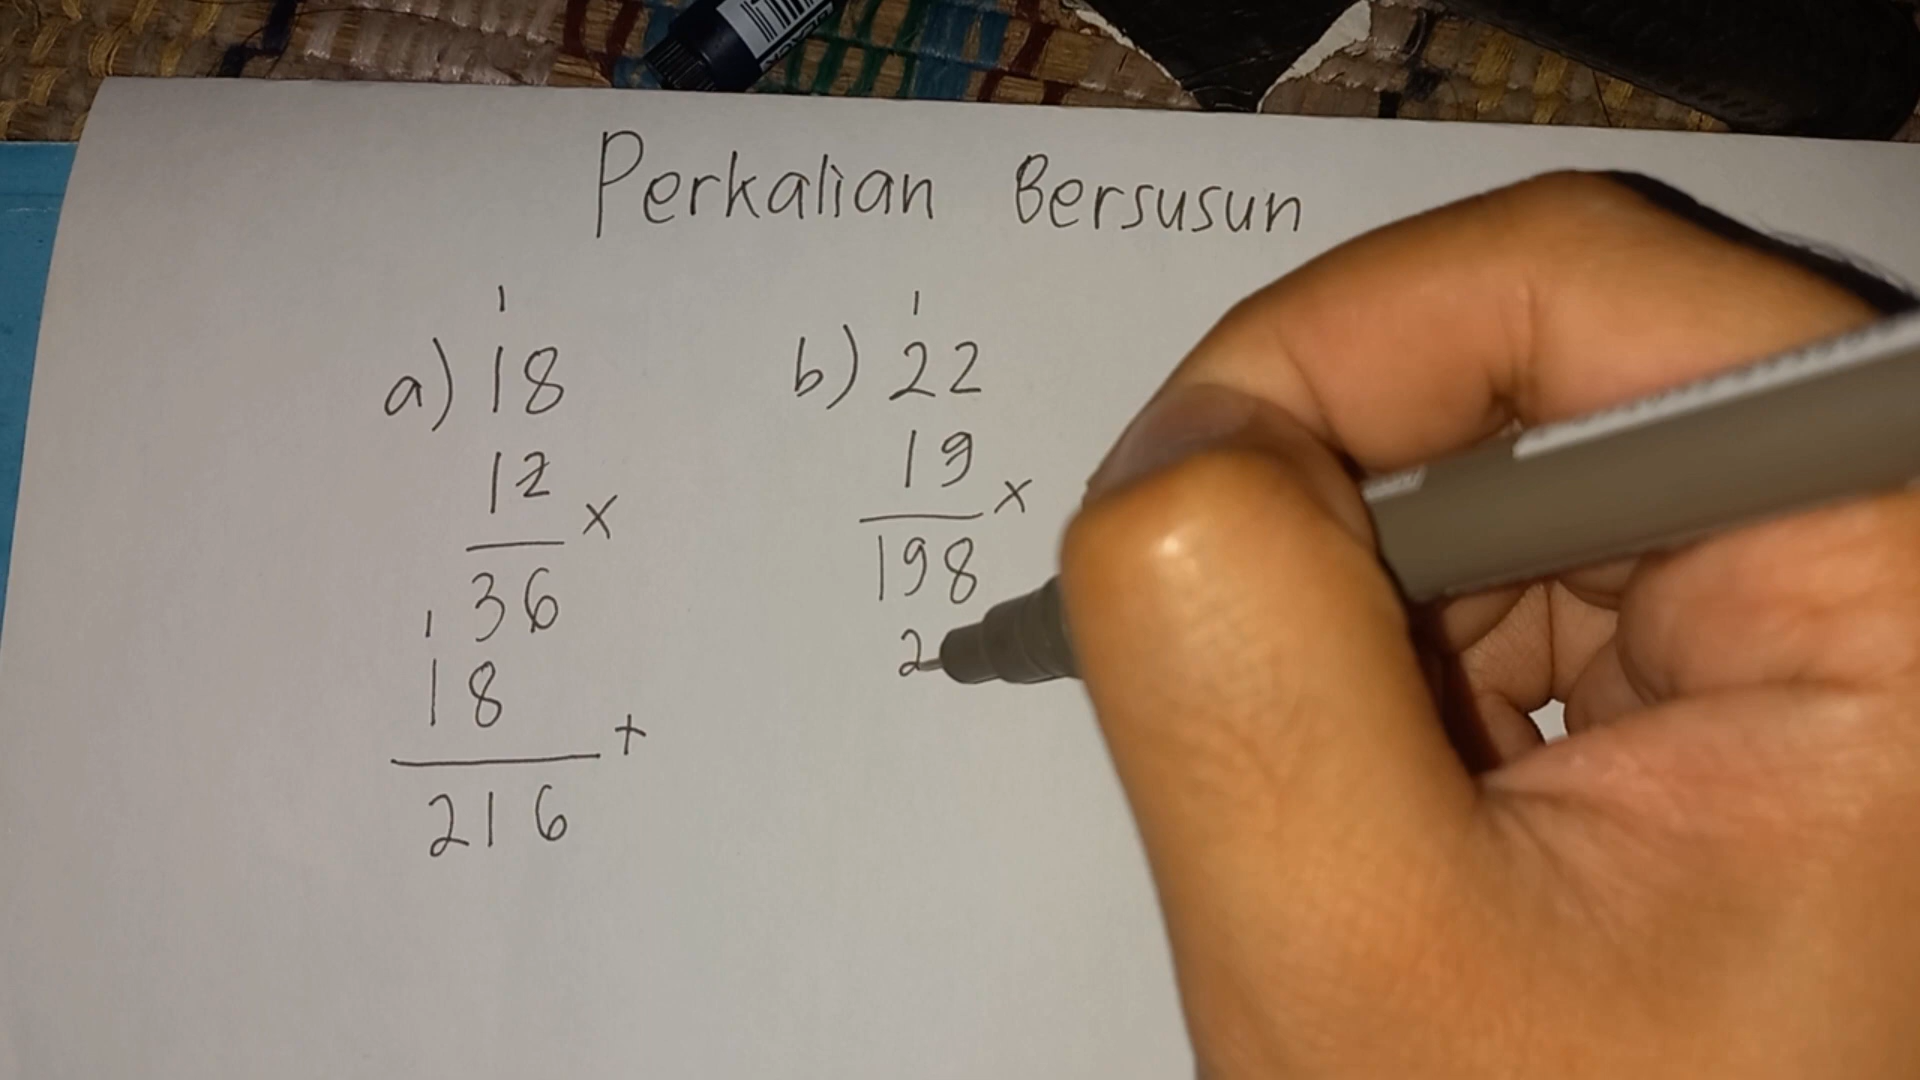 Perkalian Bersusun
a) 18
1
12 x
36
1
18 +
216
b) 22
1
19 x
198
2